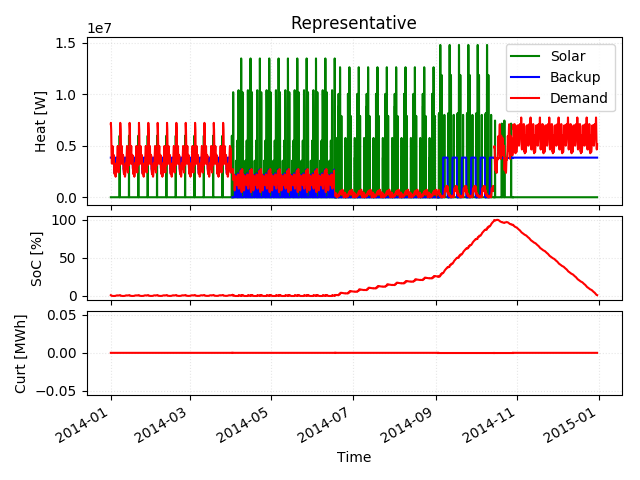 Representative
1e7
1.5
1.0
0.5
0.0
Heat [W]
Solar
Backup
Demand
100
50
0
SoC [%]
0.05
0.00
−0.05
Curt [MWh]
2014-01
2014-03
2014-05
2014-07
2014-09
2014-11
2015-01
Time